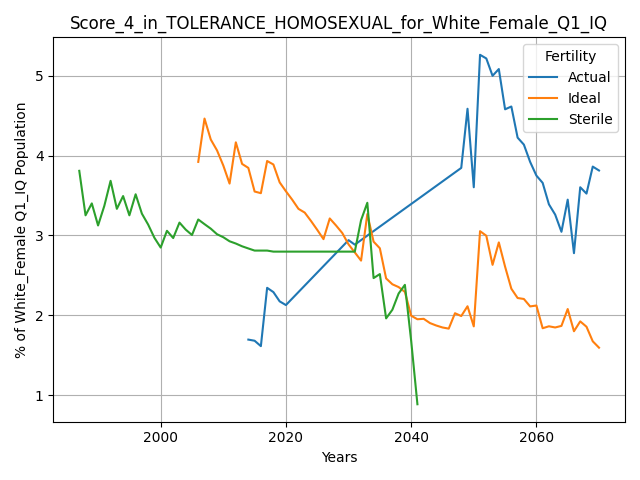 Score_4_in_TOLERANCE_HOMOSEXUAL_for_White_Female_Q1_IQ
% of White_Female Q1_IQ Population
5
4
3
2
1
Fertility
Actual
Ideal
Sterile
2000
2020
2040
2060
Years